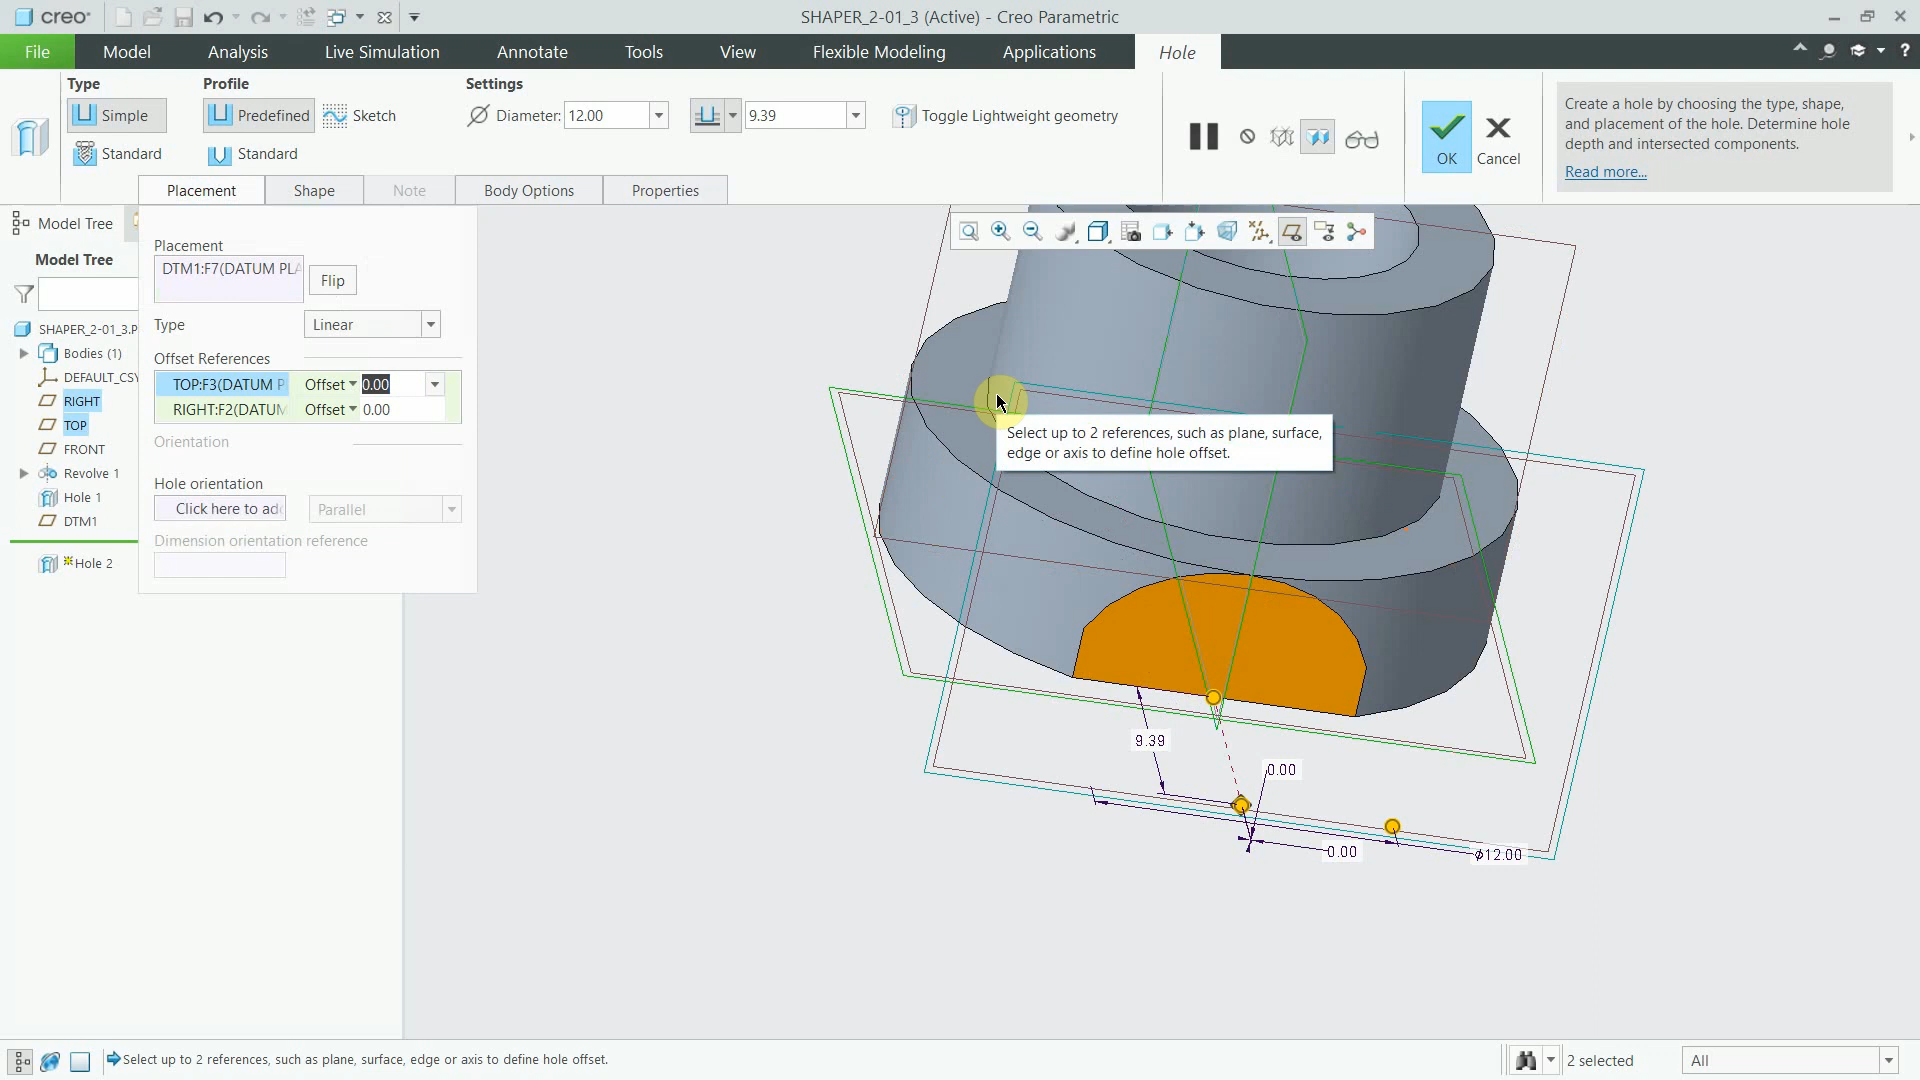 creo
SHAPER_2-01_3 (Active) - Creo Parametric
File
Model
Analysis
Live Simulation
Annotate
Tools
View
Flexible Modeling
Applications
Hole
Type
Profile
Settings
Simple
Predefined
Sketch
Diameter:
12.00
9.39
Toggle Lightweight geometry
Standard
Standard
OK
Cancel
Create a hole by choosing the type, shape,
and placement of the hole. Determine hole
depth and intersected components.
Read more...
Placement
Shape
Note
Body Options
Properties
Model Tree
Model Tree
SHAPER_2-01_3.P
Bodies (1)
DEFAULT_CSY
RIGHT
TOP
FRONT
Revolve 1
Hole 1
DTM1
Hole 2
Placement
DTM1:F7(DATUM PLA
Flip
Type
Linear
Offset References
TOP:F3(DATUM P
Offset
0.00
RIGHT:F2(DATUM
Offset
0.00
Orientation
Hole orientation
Click here to ad
Parallel
Dimension orientation reference
Select up to 2 references, such as plane, surface,
edge or axis to define hole offset.
9.39
0.00
0.00
ϕ12.00
Select up to 2 references, such as plane, surface, edge or axis to define hole offset.
2 selected
All